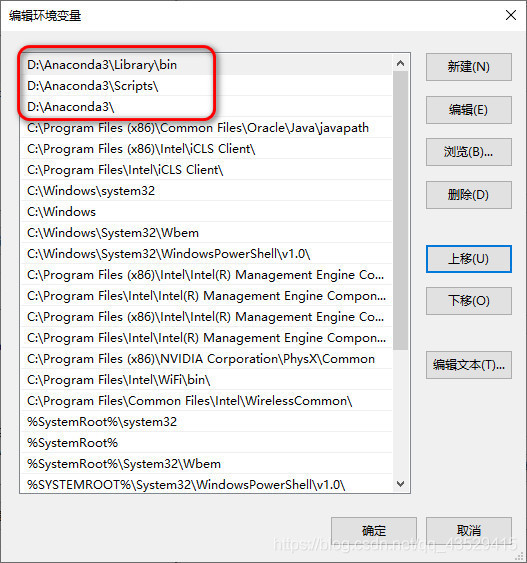 编辑环境变量
D:\Anaconda3\Library\bin
D:\Anaconda3\Scripts\
D:\Anaconda3\
C:\Program Files (x86)\Common Files\Oracle\Java\javapath
C:\Program Files (x86)\Intel\iCLS Client\
C:\Program Files\Intel\iCLS Client\
C:\Windows\system32
C:\Windows
C:\Windows\System32\Wbem
C:\Windows\System32\WindowsPowerShell\v1.0\
C:\Program Files (x86)\Intel\Intel(R) Management Engine Co...
C:\Program Files\Intel\Intel(R) Management Engine Compon...
C:\Program Files (x86)\Intel\Intel(R) Management Engine Co...
C:\Program Files\Intel\Intel(R) Management Engine Compon...
C:\Program Files (x86)\NVIDIA Corporation\PhysX\Common
C:\Program Files\Intel\WiFi\bin\
C:\Program Files\Common Files\Intel\WirelessCommon\
%SystemRoot%\system32
%SystemRoot%
%SystemRoot%\System32\Wbem
%SYSTEMROOT%\System32\WindowsPowerShell\v1.0\
新建(N)
编辑(E)
浏览(B)...
删除(D)
上移(U)
下移(O)
编辑文本(T)...
确定
取消
https://blog.csdn.net/qq_43529415